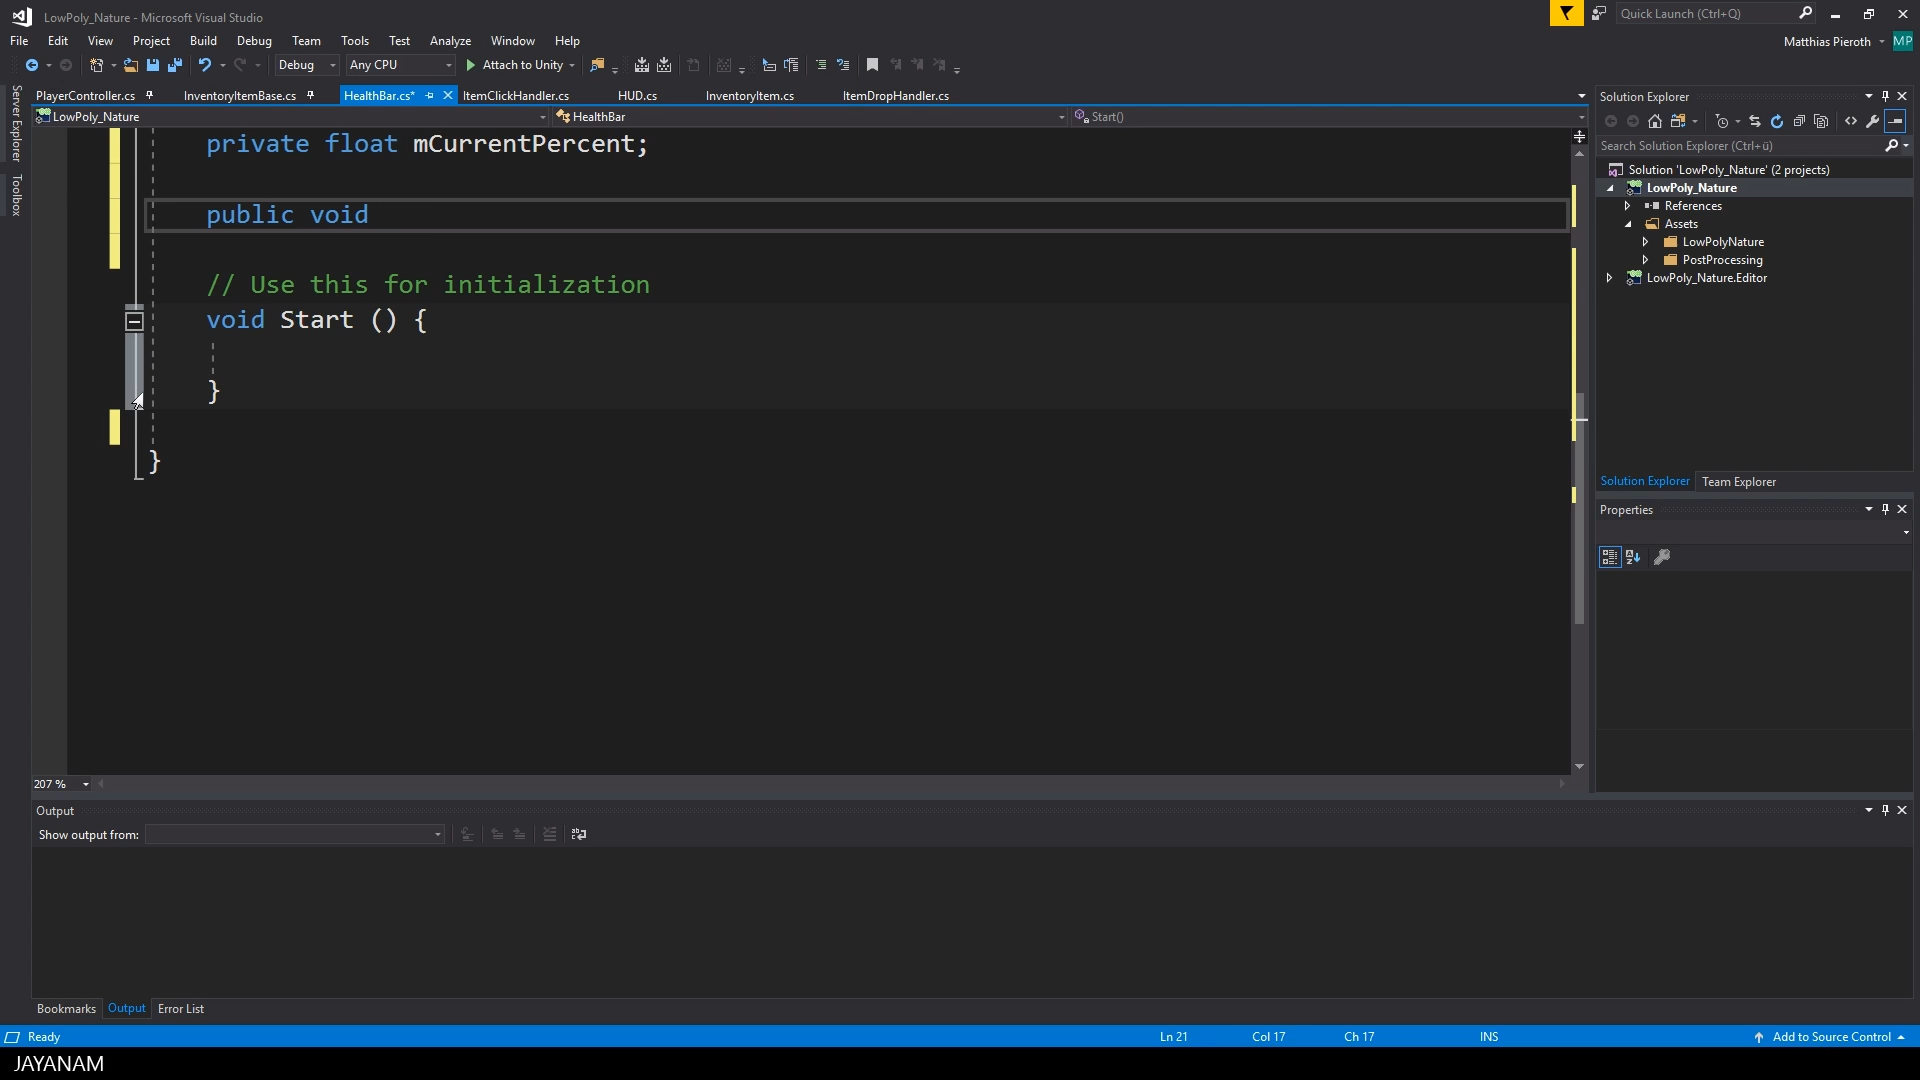 LowPoly_Nature - Microsoft Visual Studio
Quick Launch (Ctrl+Q)
File Edit View Project Build Debug Team Tools Test Analyze Window Help
Matthias Pieroth MP
Debug Any CPU Attach to Unity
Server Explorer
Toolbox
PlayerController.cs InventoryItemBase.cs HealthBar.cs* ItemClickHandler.cs HUD.cs InventoryItem.cs ItemDropHandler.cs
LowPoly_Nature HealthBar Start()
private float mCurrentPercent;
public void
// Use this for initialization
void Start () {
}
}
207 %
Solution Explorer
Search Solution Explorer (Ctrl+ü)
Solution 'LowPoly_Nature' (2 projects)
LowPoly_Nature
References
Assets
LowPolyNature
PostProcessing
LowPoly_Nature.Editor
Solution Explorer Team Explorer
Properties
Output
Show output from:
Bookmarks Output Error List
Ready Ln 21 Col 17 Ch 17 INS Add to Source Control
JAYANAM